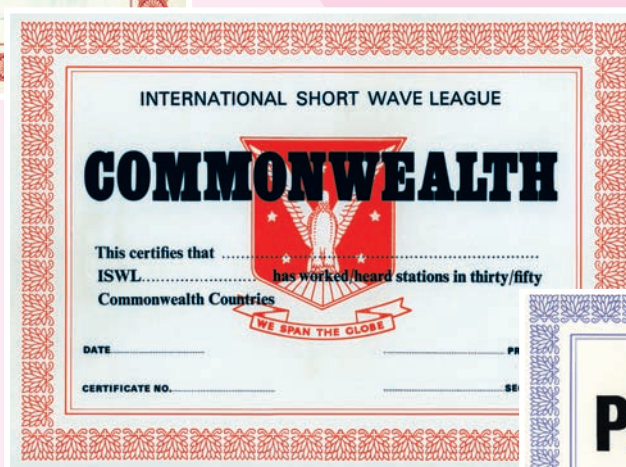 INTERNATIONAL SHORT WAVE LEAGUE
COMMONWEALTH
This certifies that ..........................................................
ISWL..................... has worked/heard stations in thirty/fifty
Commonwealth Countries
WE SPAN THE GLOBE
DATE
CERTIFICATE NO.